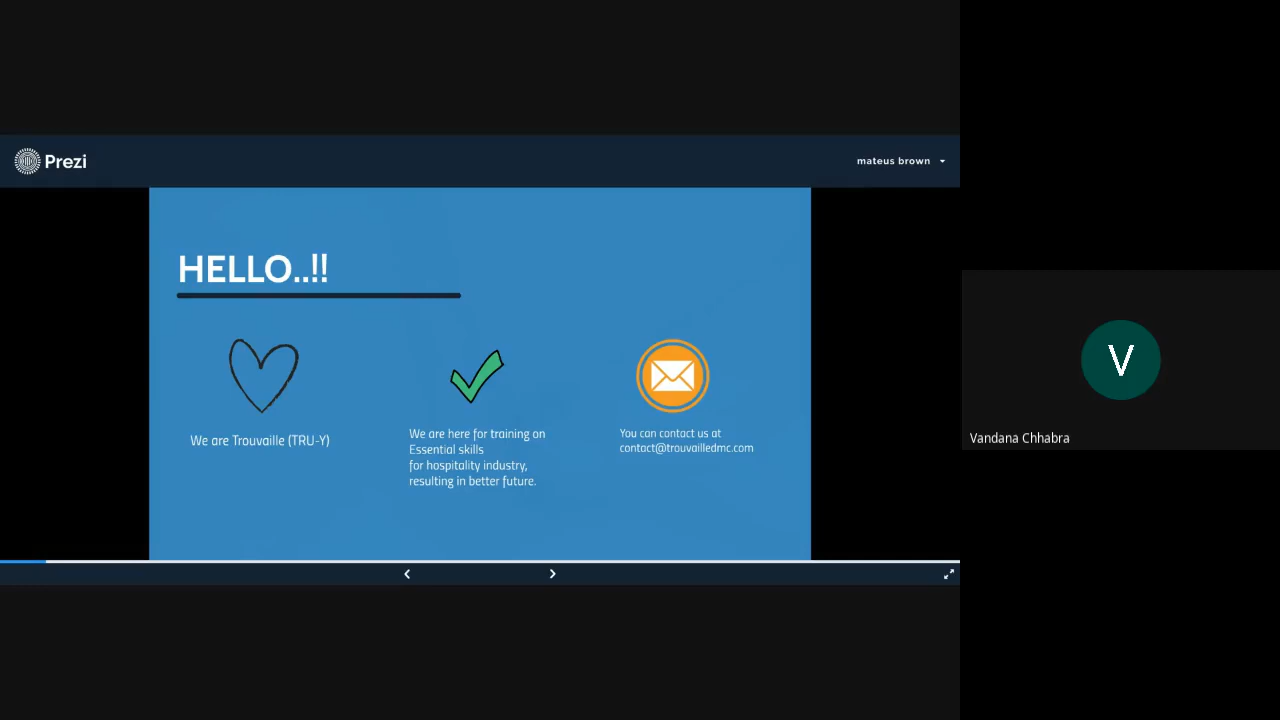 Prezi
mateus brown
HELLO..!!
We are Trouvaille (TRU-Y)
We are here for training on
Essential skills
for hospitality industry,
resulting in better future.
You can contact us at
contact@trouvailledmc.com
V
Vandana Chhabra